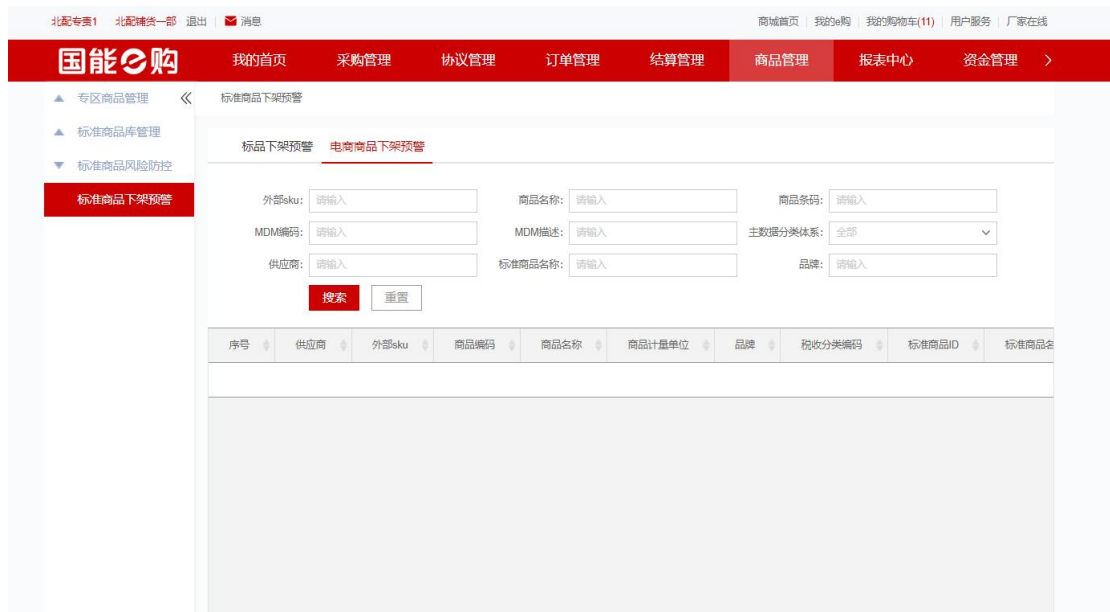 北配专责1 北配辅货一部 退出 消息 商城首页 我的e购 我的购物车(11) 用户服务 厂家在线
国能e购 我的首页 采购管理 协议管理 订单管理 结算管理 商品管理 报表中心 资金管理
专区商品管理 标准商品下架预警
标准商品库管理
标品下架预警 电商商品下架预警
标准商品风险防控
标准商品下架预警
外部sku: 请输入 商品名称: 请输入 商品条码: 请输入
MDM编码: 请输入 MDM描述: 请输入 主数据分类体系: 全部
供应商: 请输入 标准商品名称: 请输入 品牌: 请输入
搜索 重置
序号 供应商 外部sku 商品编码 商品名称 商品计量单位 品牌 税收分类编码 标准商品ID 标准商品名